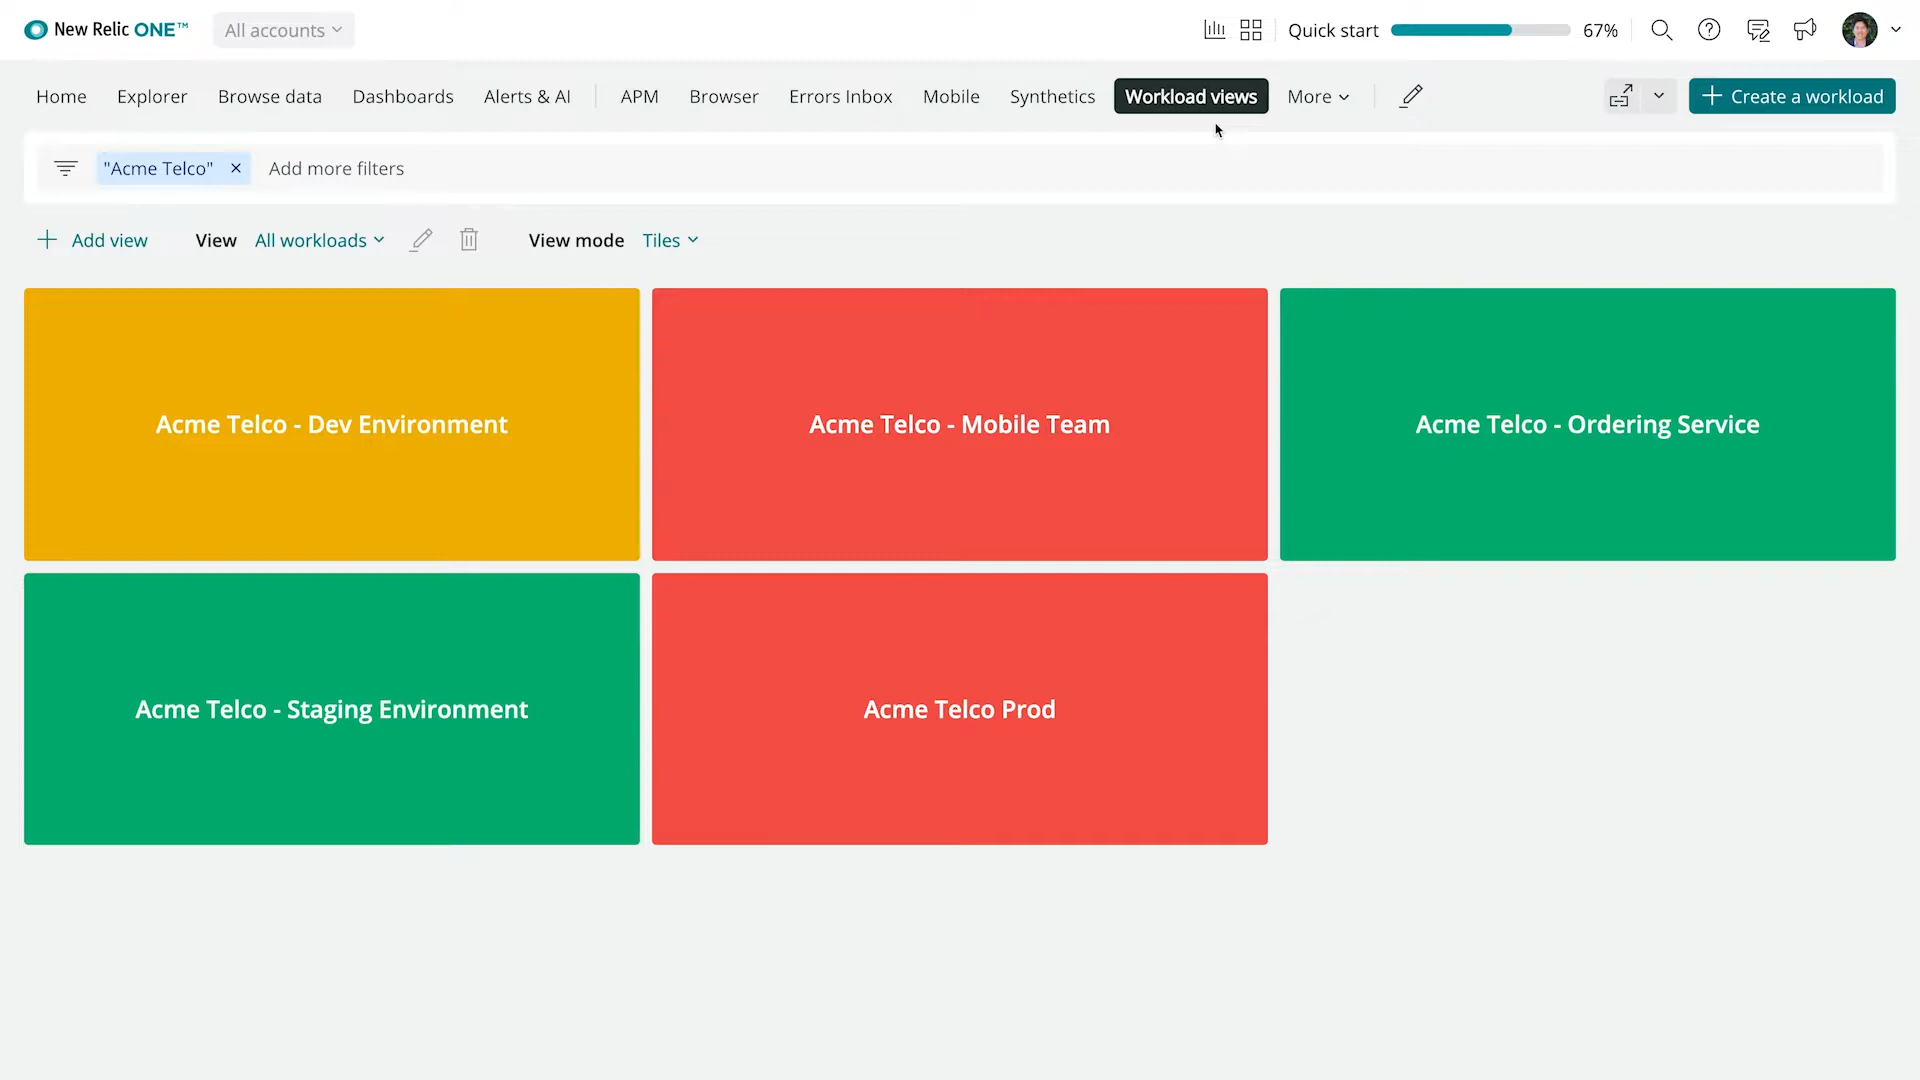 New Relic ONE™ All accounts Quick start 67%
Home Explorer Browse data Dashboards Alerts & AI APM Browser Errors Inbox Mobile Synthetics Workload views More Create a workload
"Acme Telco" × Add more filters
Add view View All workloads View mode Tiles
Acme Telco - Dev Environment
Acme Telco - Mobile Team
Acme Telco - Ordering Service
Acme Telco - Staging Environment
Acme Telco Prod